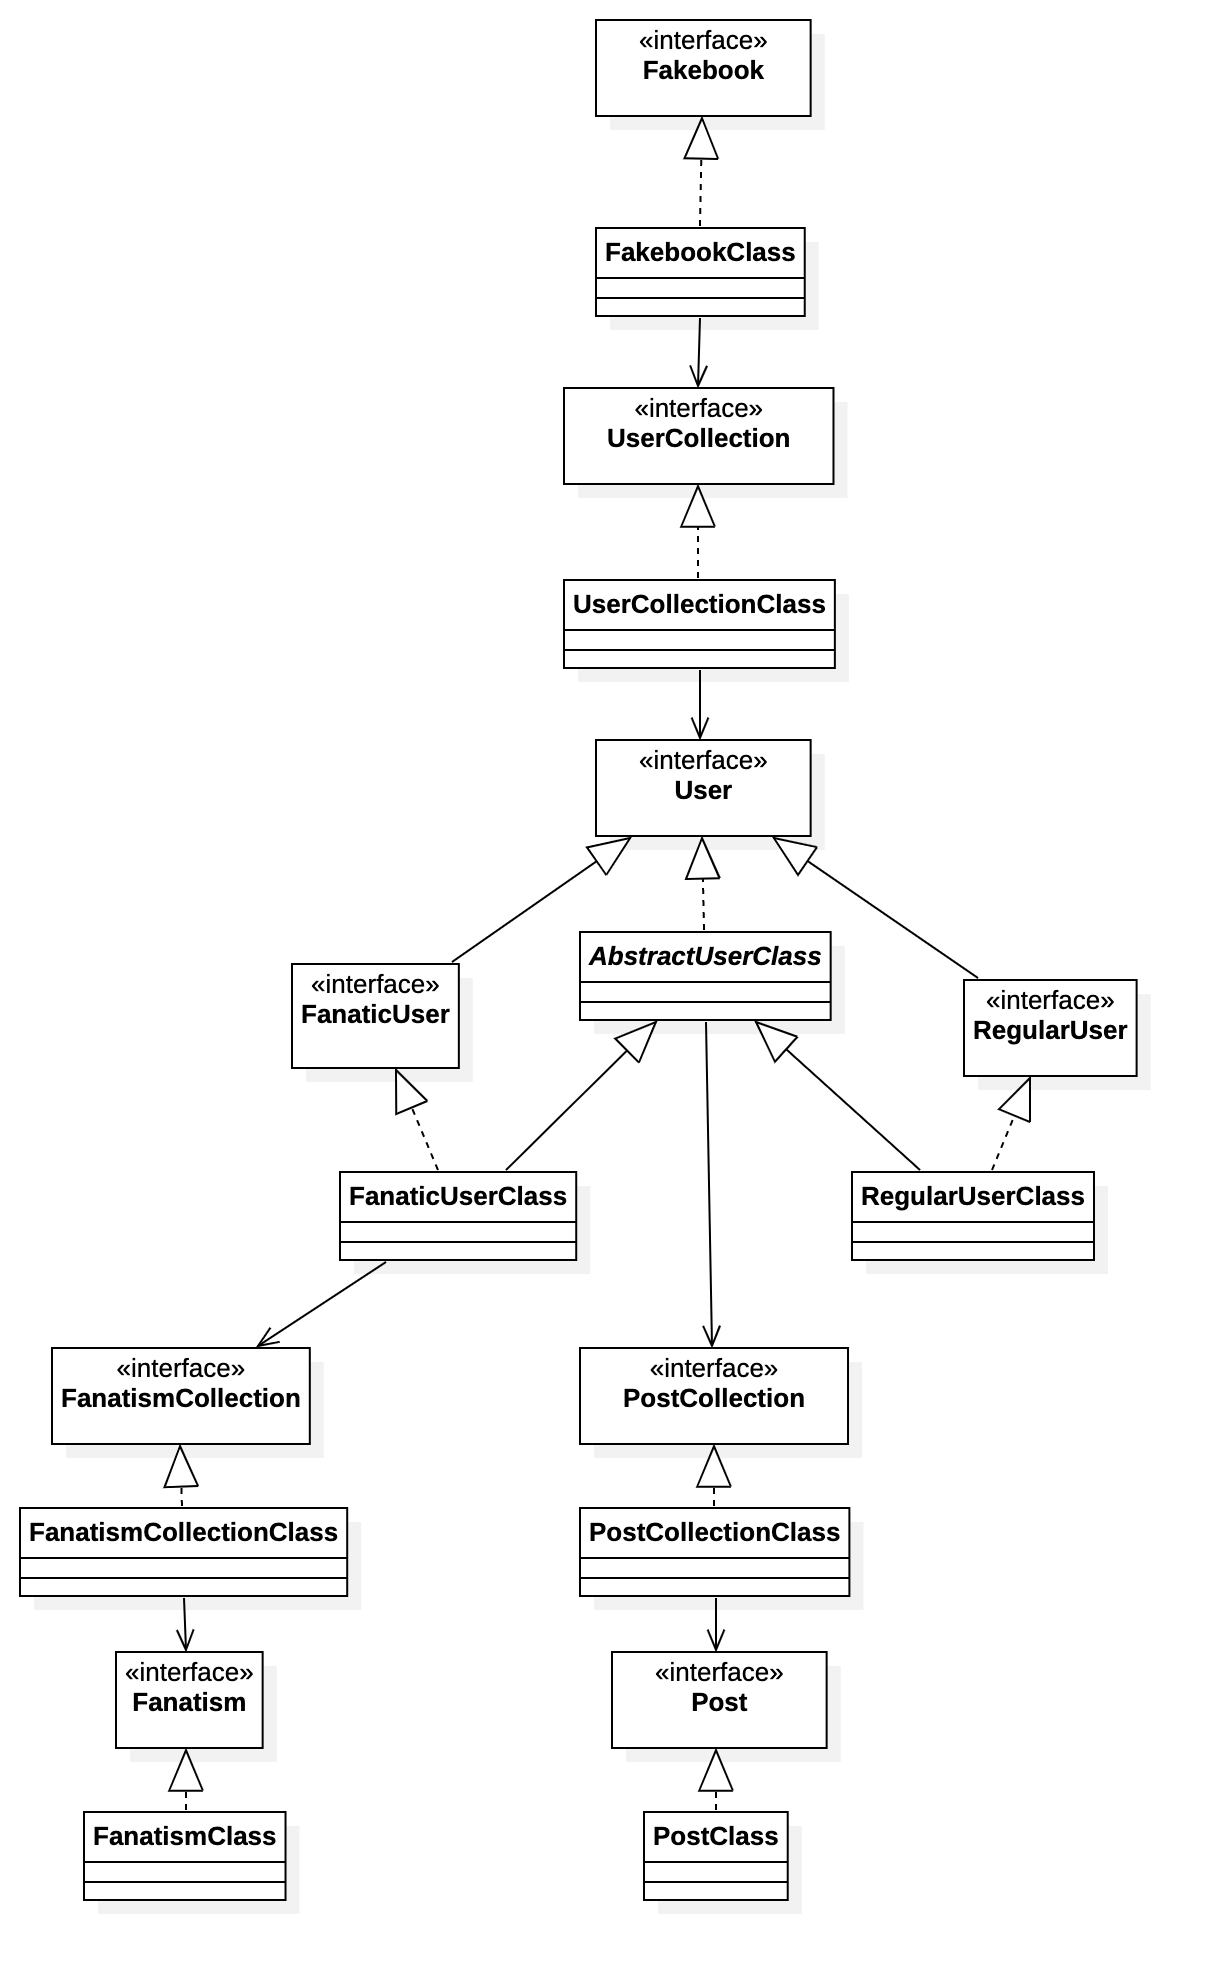 «interface»
Fakebook
FakebookClass
«interface»
UserCollection
UserCollectionClass
«interface»
User
«interface»
FanaticUser
AbstractUserClass
«interface»
RegularUser
FanaticUserClass
RegularUserClass
«interface»
FanatismCollection
«interface»
PostCollection
FanatismCollectionClass
PostCollectionClass
«interface»
Fanatism
«interface»
Post
FanatismClass
PostClass